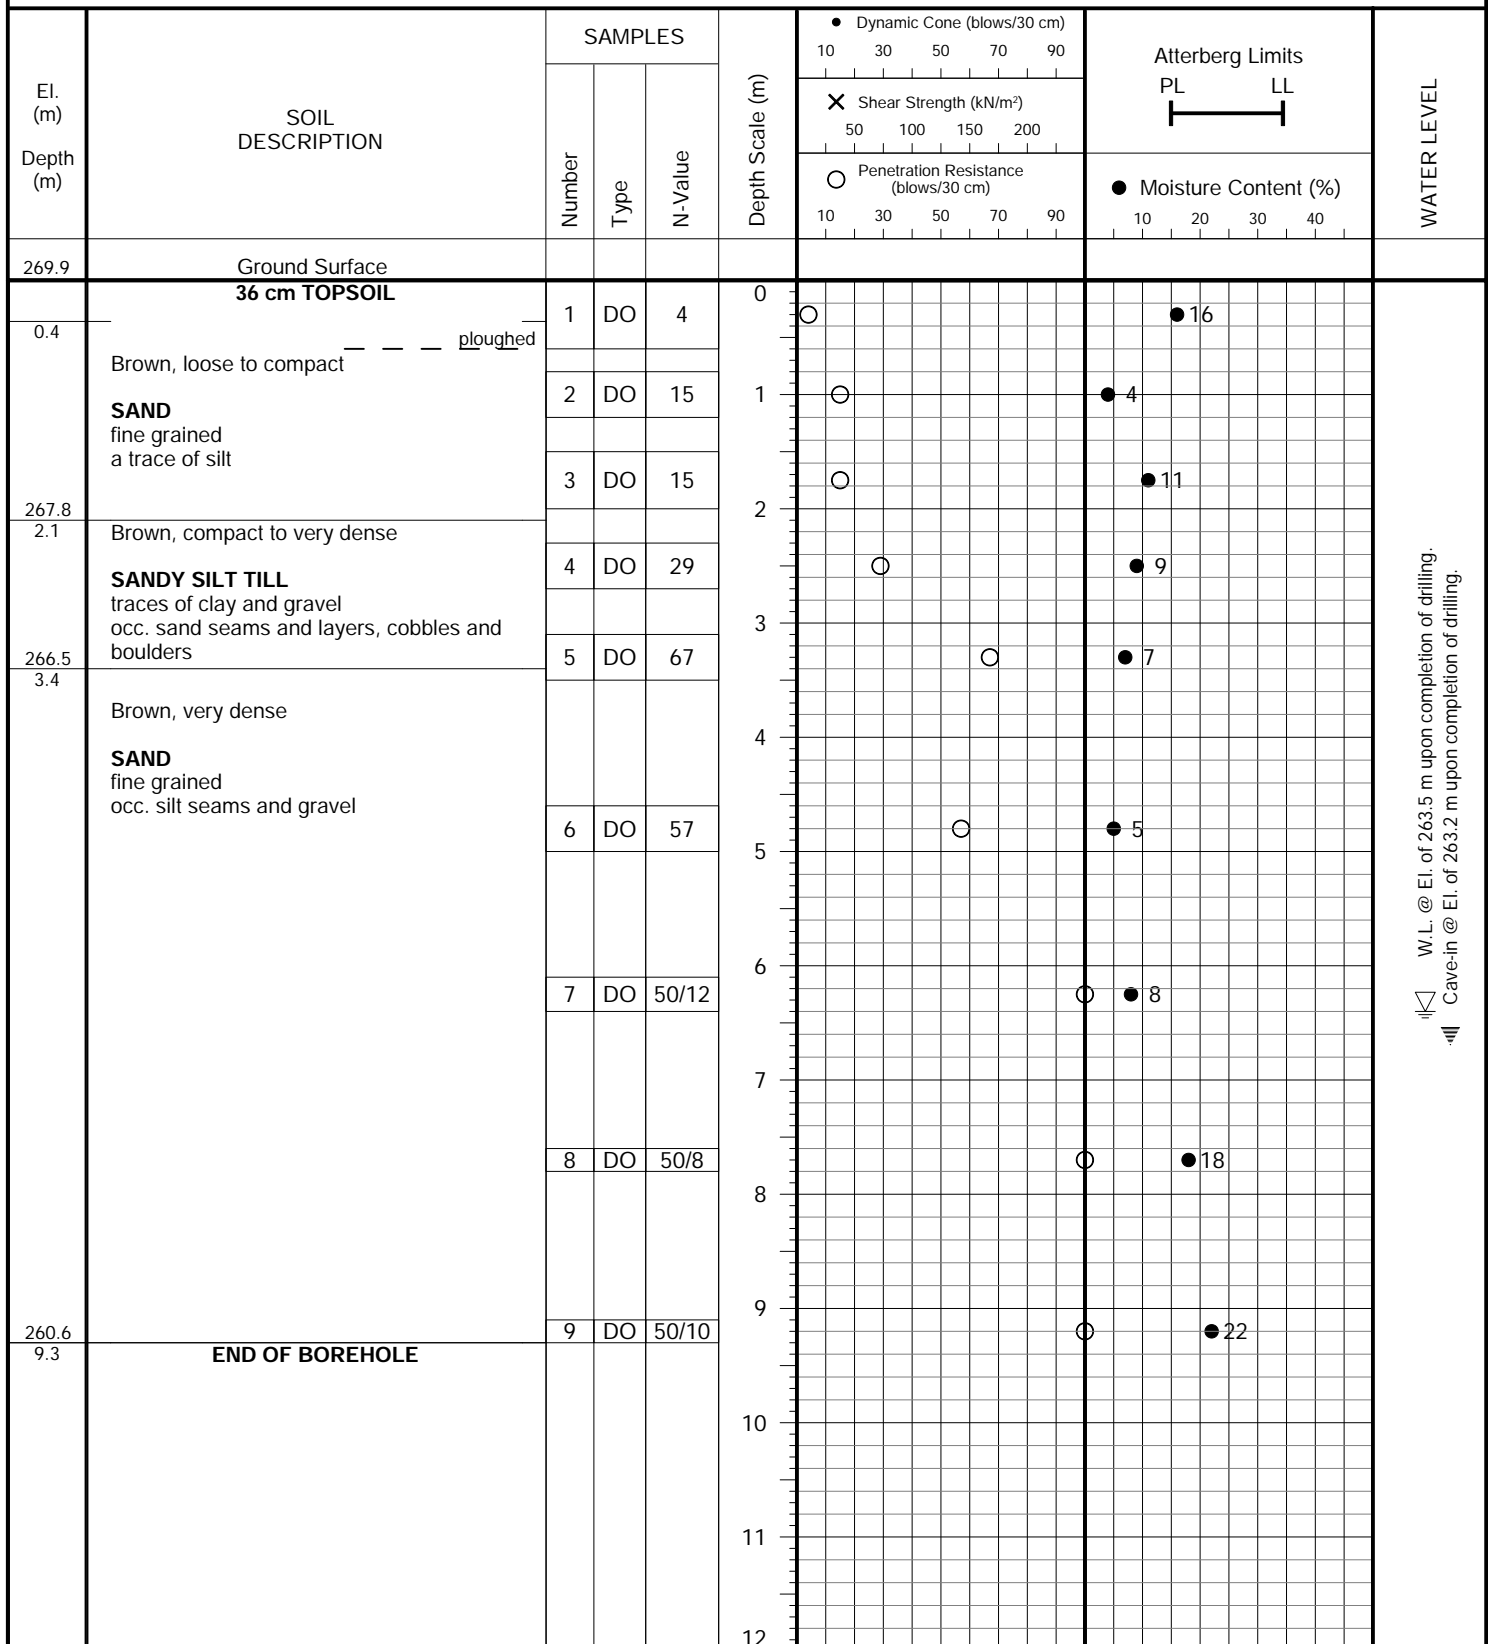 El.
(m)
Depth
(m)
SOIL
DESCRIPTION
SAMPLES
Number
Type
N-Value
Depth Scale (m)
● Dynamic Cone (blows/30 cm)
10 30 50 70 90
✕ Shear Strength (kN/m²)
50 100 150 200
○ Penetration Resistance
(blows/30 cm)
10 30 50 70 90
Atterberg Limits
PL LL
● Moisture Content (%)
10 20 30 40
WATER LEVEL
269.9 Ground Surface
36 cm TOPSOIL
0
1 DO 4 16
0.4
ploughed
Brown, loose to compact
2 DO 15 1 4
SAND
fine grained
a trace of silt
3 DO 15 11
267.8
2
2.1 Brown, compact to very dense
4 DO 29 9
SANDY SILT TILL
traces of clay and gravel
3
occ. sand seams and layers, cobbles and
boulders
5 DO 67 7
266.5
3.4
Brown, very dense
4
SAND
fine grained
occ. silt seams and gravel
6 DO 57 5
5
6
7 DO 50/12 8
7
8 DO 50/8 18
8
9
9 DO 50/10 22
260.6
9.3 END OF BOREHOLE
10
11
12
W.L. @ El. of 263.5 m upon completion of drilling.
Cave-in @ El. of 263.2 m upon completion of drilling.